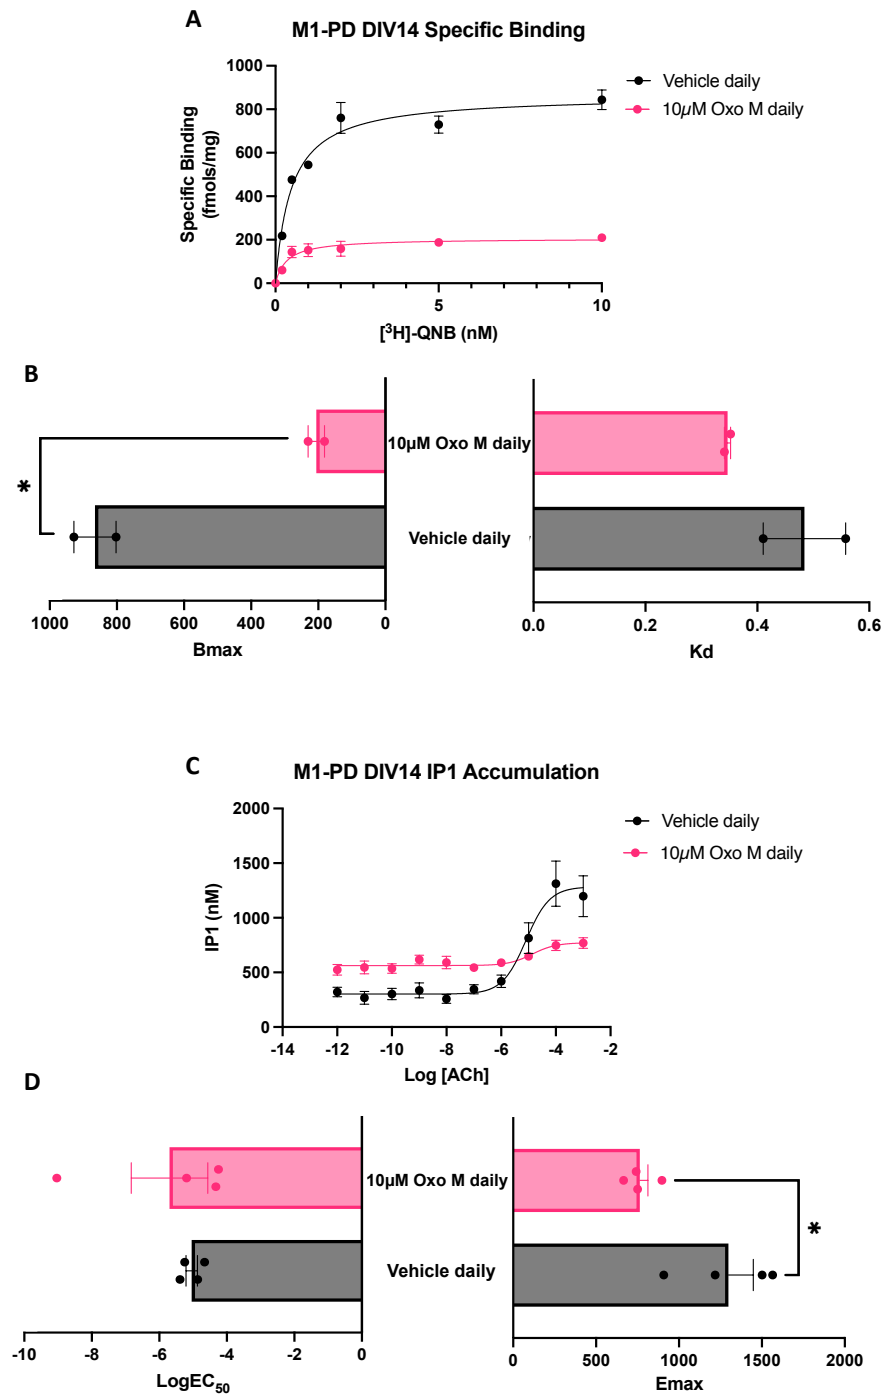 A
M1-PD DIV14 Specific Binding
1000
800
600
400
200
0
Specific Binding
(fmols/mg)
0
5
10
[³H]-QNB (nM)
Vehicle daily
10µM Oxo M daily
B
*
10µM Oxo M daily
Vehicle daily
1000
800
600
400
200
0
Bmax
0.0
0.2
0.4
0.6
Kd
C
M1-PD DIV14 IP1 Accumulation
2000
1500
1000
500
0
IP1 (nM)
-14
-12
-10
-8
-6
-4
-2
Log [ACh]
Vehicle daily
10µM Oxo M daily
D
10µM Oxo M daily
Vehicle daily
*
-10
-8
-6
-4
-2
0
LogEC₅₀
0
500
1000
1500
2000
Emax